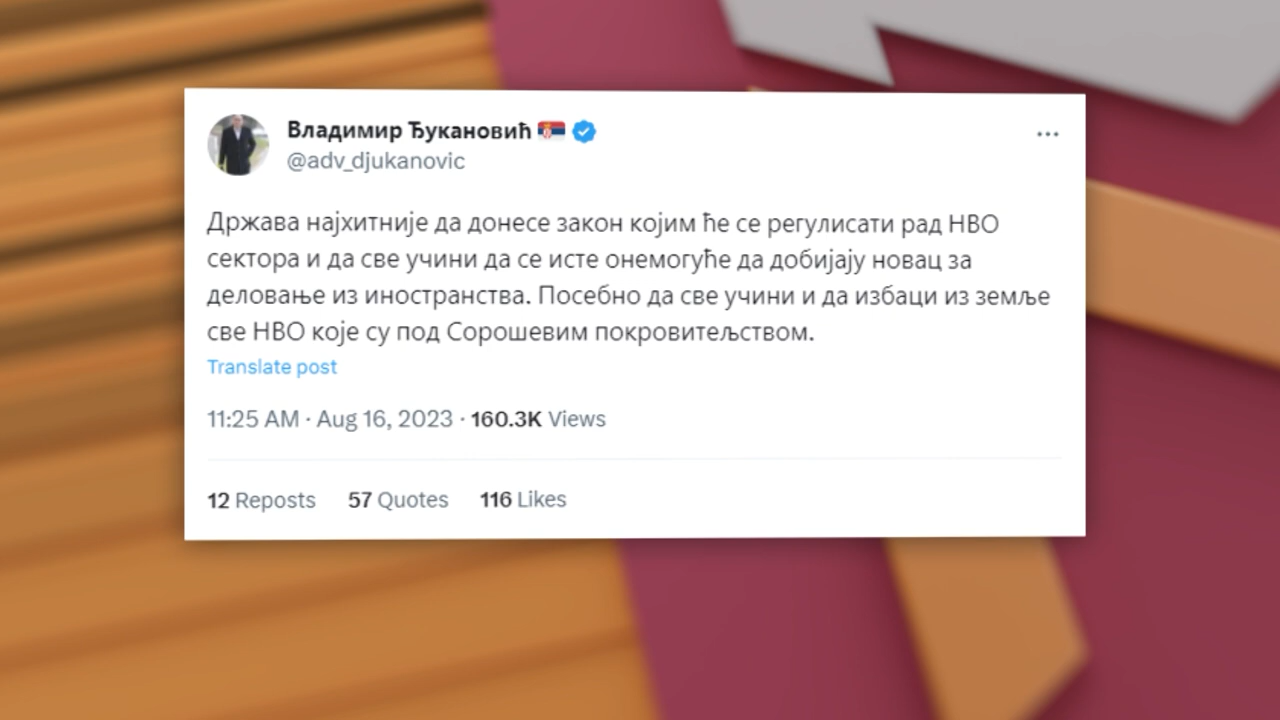 Владимир Ђукановић
@adv_djukanovic
Држава најхитније да донесе закон којим ће се регулисати рад НВО
сектора и да све учини да се исте онемогуће да добијају новац за
деловање из иностранства. Посебно да све учини и да избаци из земље
све НВО које су под Сорошевим покровитељством.
Translate post
11:25 AM · Aug 16, 2023 · 160.3K Views
12 Reposts 57 Quotes 116 Likes